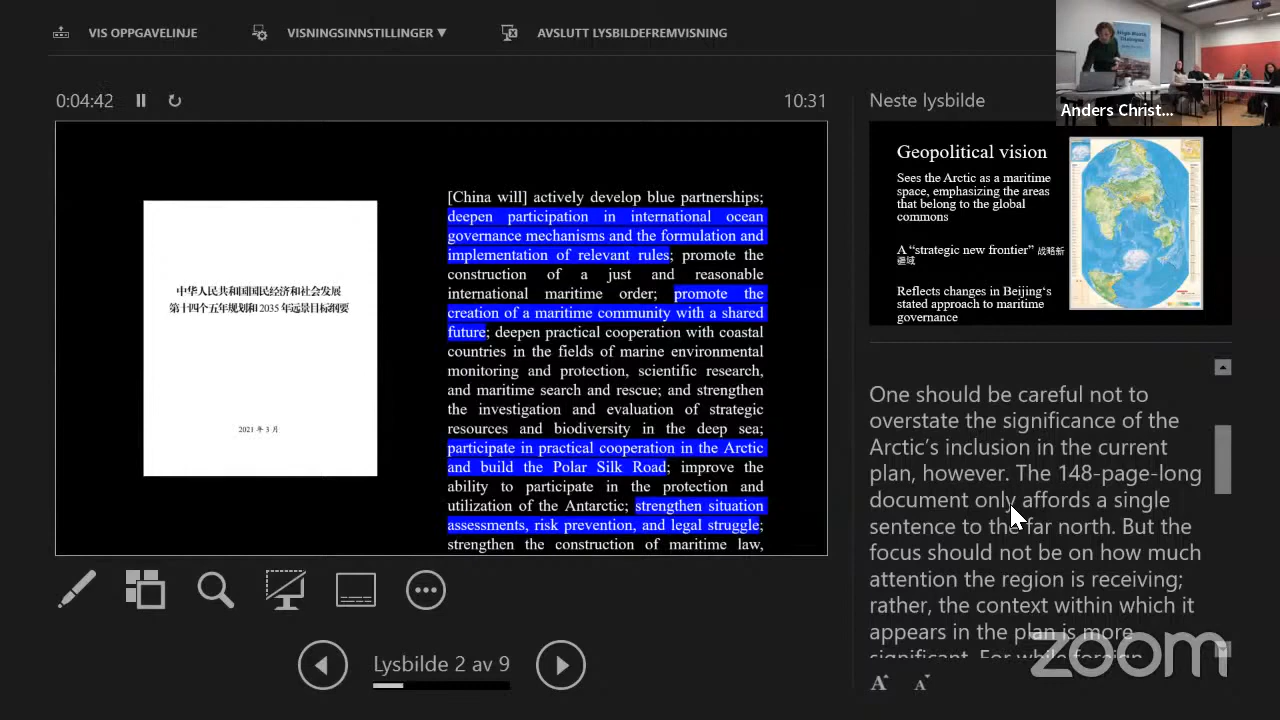 VIS OPPGAVELINJE
VISNINGSINNSTILLINGER ▼
AVSLUTT LYSBILDEFREMVISNING
0:04:42
10:31
中华人民共和国国民经济和社会发展
第十四个五年规划和 2035 年远景目标纲要
2021 年 3 月
[China will] actively develop blue partnerships;
deepen participation in international ocean
governance mechanisms and the formulation and
implementation of relevant rules; promote the
construction of a just and reasonable
international maritime order; promote the
creation of a maritime community with a shared
future; deepen practical cooperation with coastal
countries in the fields of marine environmental
monitoring and protection, scientific research,
and maritime search and rescue; and strengthen
the investigation and evaluation of strategic
resources and biodiversity in the deep sea;
participate in practical cooperation in the Arctic
and build the Polar Silk Road; improve the
ability to participate in the protection and
utilization of the Antarctic; strengthen situation
assessments, risk prevention, and legal struggle;
strengthen the construction of maritime law,
Lysbilde 2 av 9
Neste lysbilde
Anders Christ...
Geopolitical vision
Sees the Arctic as a maritime
space, emphasizing the areas
that belong to the global
commons
A “strategic new frontier” 战略新
疆域
Reflects changes in Beijing‘s
stated approach to maritime
governance
One should be careful not to
overstate the significance of the
Arctic’s inclusion in the current
plan, however. The 148-page-long
document only affords a single
sentence to the far north. But the
focus should not be on how much
attention the region is receiving;
rather, the context within which it
appears in the plan is more
significant. For while foreign
zoom
A A